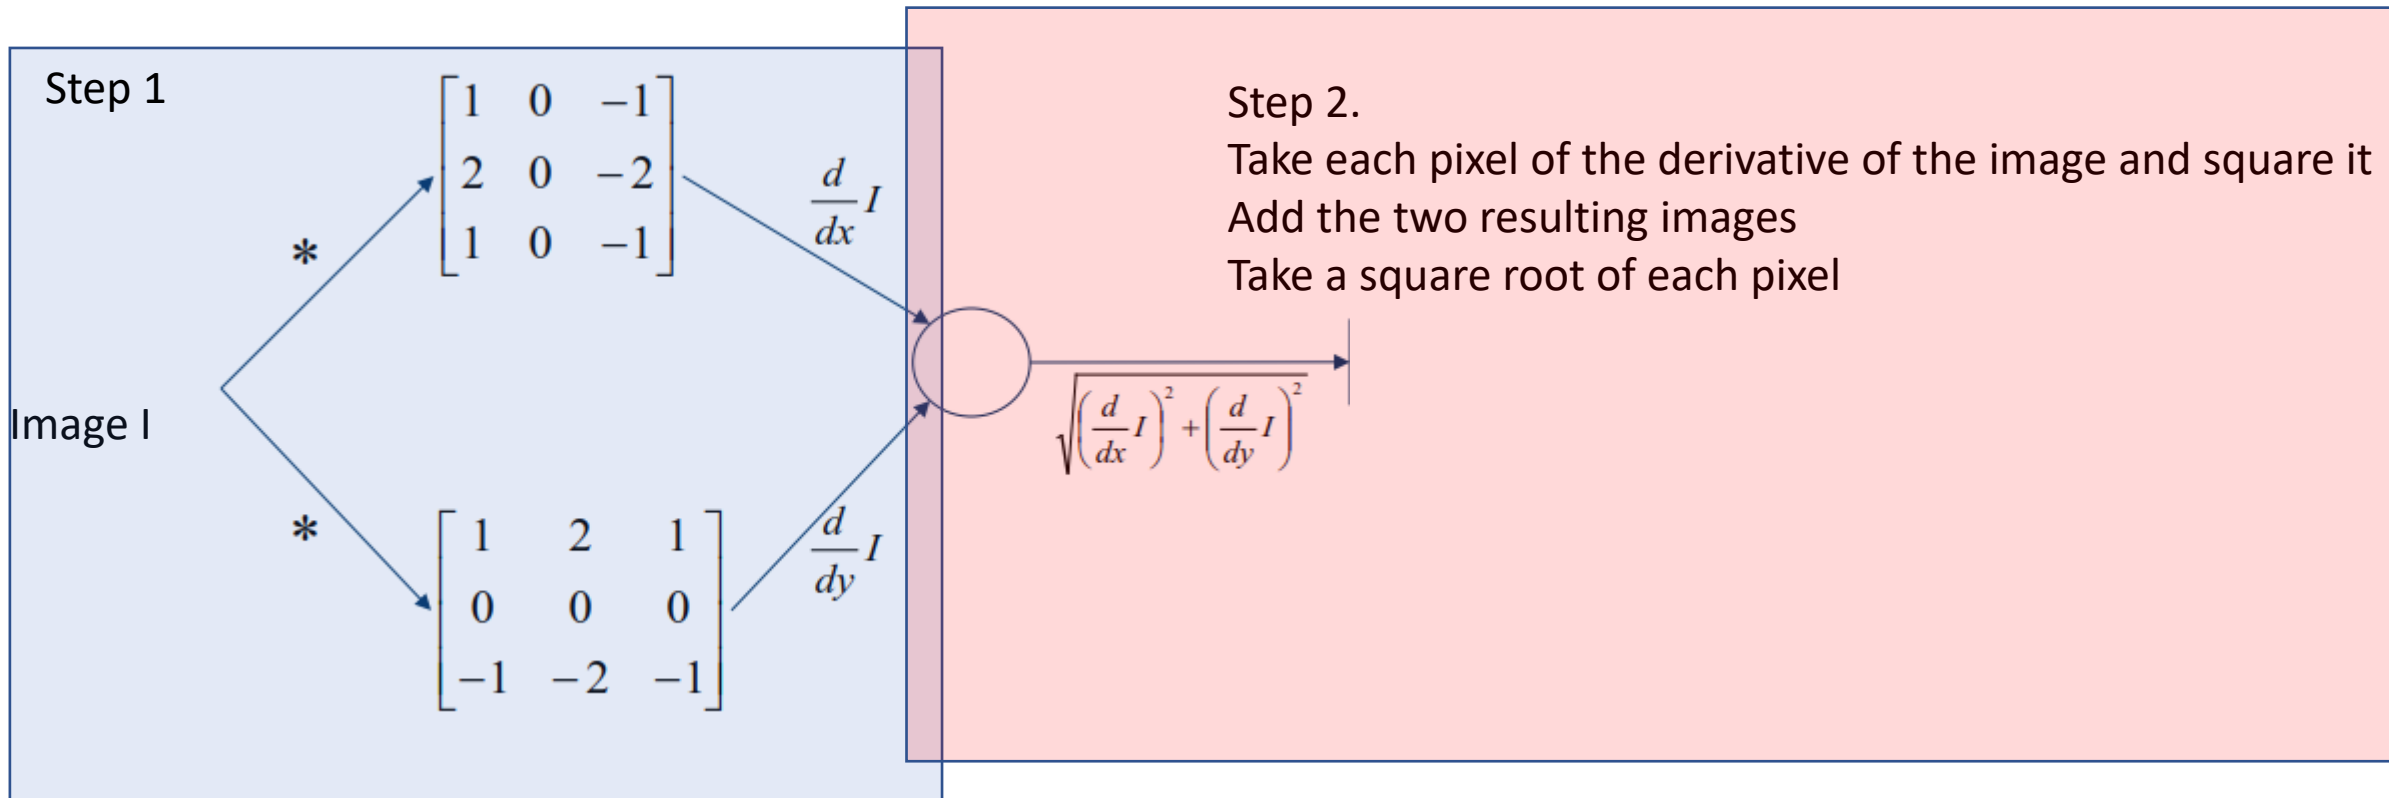 Step 1
[1 0 −1
2 0 −2
1 0 −1]
*
d/dx I
Image I
*
[1 2 1
0 0 0
−1 −2 −1]
d/dy I
Step 2.
Take each pixel of the derivative of the image and square it
Add the two resulting images
Take a square root of each pixel
√((d/dx I)² + (d/dy I)²)